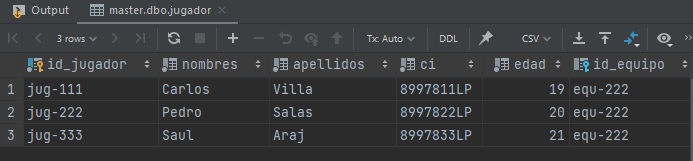 Output master.dbo.jugador
3 rows Tx: Auto DDL CSV
id_jugador nombres apellidos ci edad id_equipo
1 jug-111 Carlos Villa 8997811LP 19 equ-222
2 jug-222 Pedro Salas 8997822LP 20 equ-222
3 jug-333 Saul Araj 8997833LP 21 equ-222